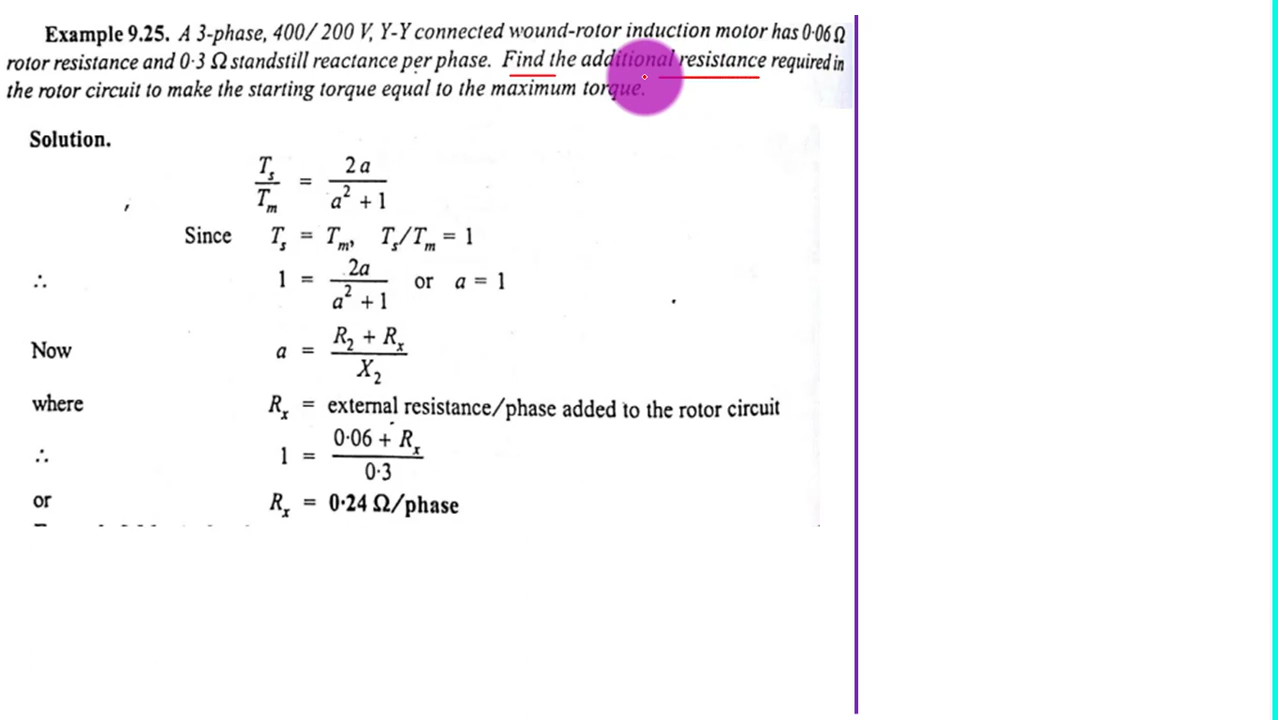 Example 9.25. A 3-phase, 400/ 200 V, Y-Y connected wound-rotor induction motor has 0·06 Ω
rotor resistance and 0·3 Ω standstill reactance per phase. Find the additional resistance required in
the rotor circuit to make the starting torque equal to the maximum torque.
Solution.
T_s/T_m = 2a/(a² + 1)
Since T_s = T_m, T_s/T_m = 1
∴ 1 = 2a/(a² + 1) or a = 1
Now a = (R₂ + R_x)/X₂
where R_x = external resistance/phase added to the rotor circuit
∴ 1 = (0·06 + R_x)/0·3
or R_x = 0·24 Ω/phase